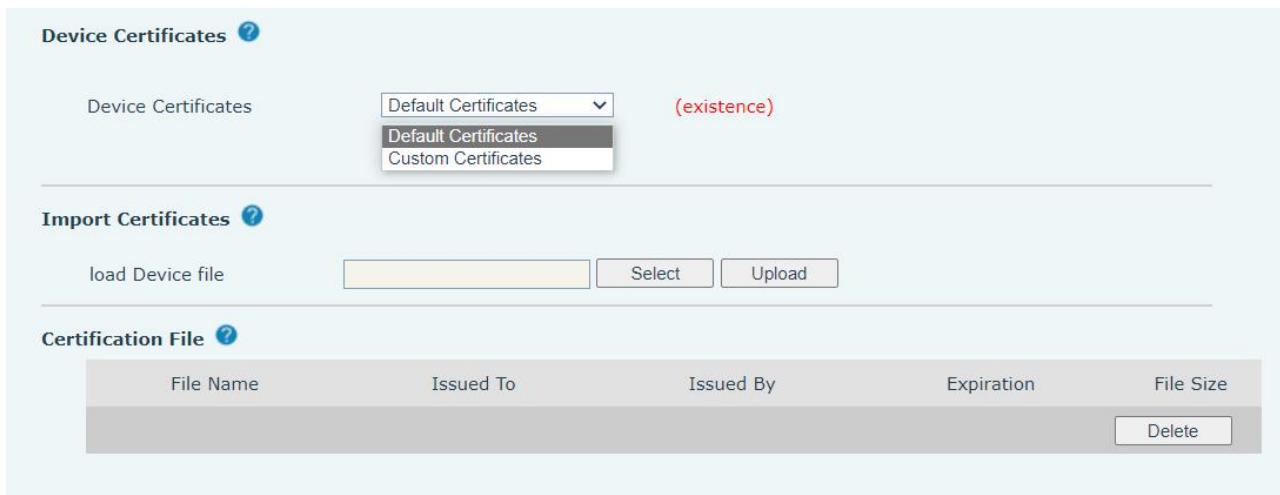 Device Certificates ?
Device Certificates Default Certificates (existence)
Default Certificates
Custom Certificates
Import Certificates ?
load Device file Select Upload
Certification File ?
File Name Issued To Issued By Expiration File Size
Delete